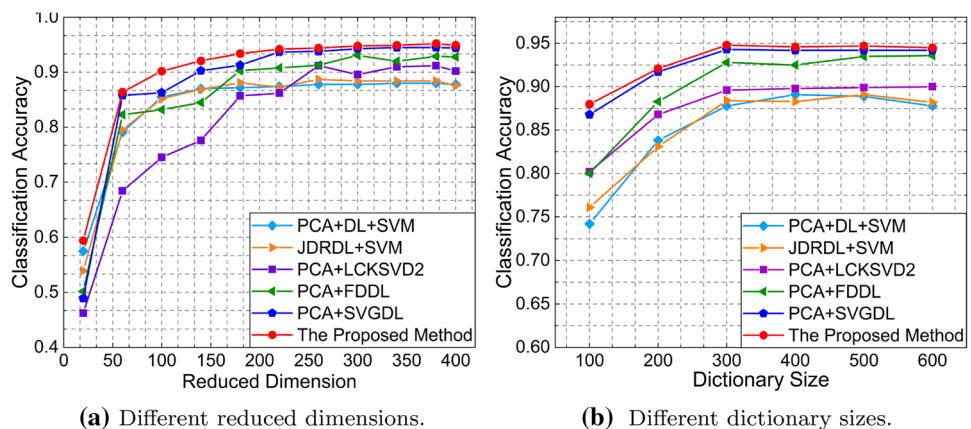 1.0
0.9
0.8
0.7
0.6
0.5
0.4
Classification Accuracy
0 50 100 150 200 250 300 350 400
Reduced Dimension
PCA+DL+SVM
JDRDL+SVM
PCA+LCKSVD2
PCA+FDDL
PCA+SVGDL
The Proposed Method
(a) Different reduced dimensions.
0.95
0.90
0.85
0.80
0.75
0.70
0.65
0.60
Classification Accuracy
100 200 300 400 500 600
Dictionary Size
PCA+DL+SVM
JDRDL+SVM
PCA+LCKSVD2
PCA+FDDL
PCA+SVGDL
The Proposed Method
(b) Different dictionary sizes.